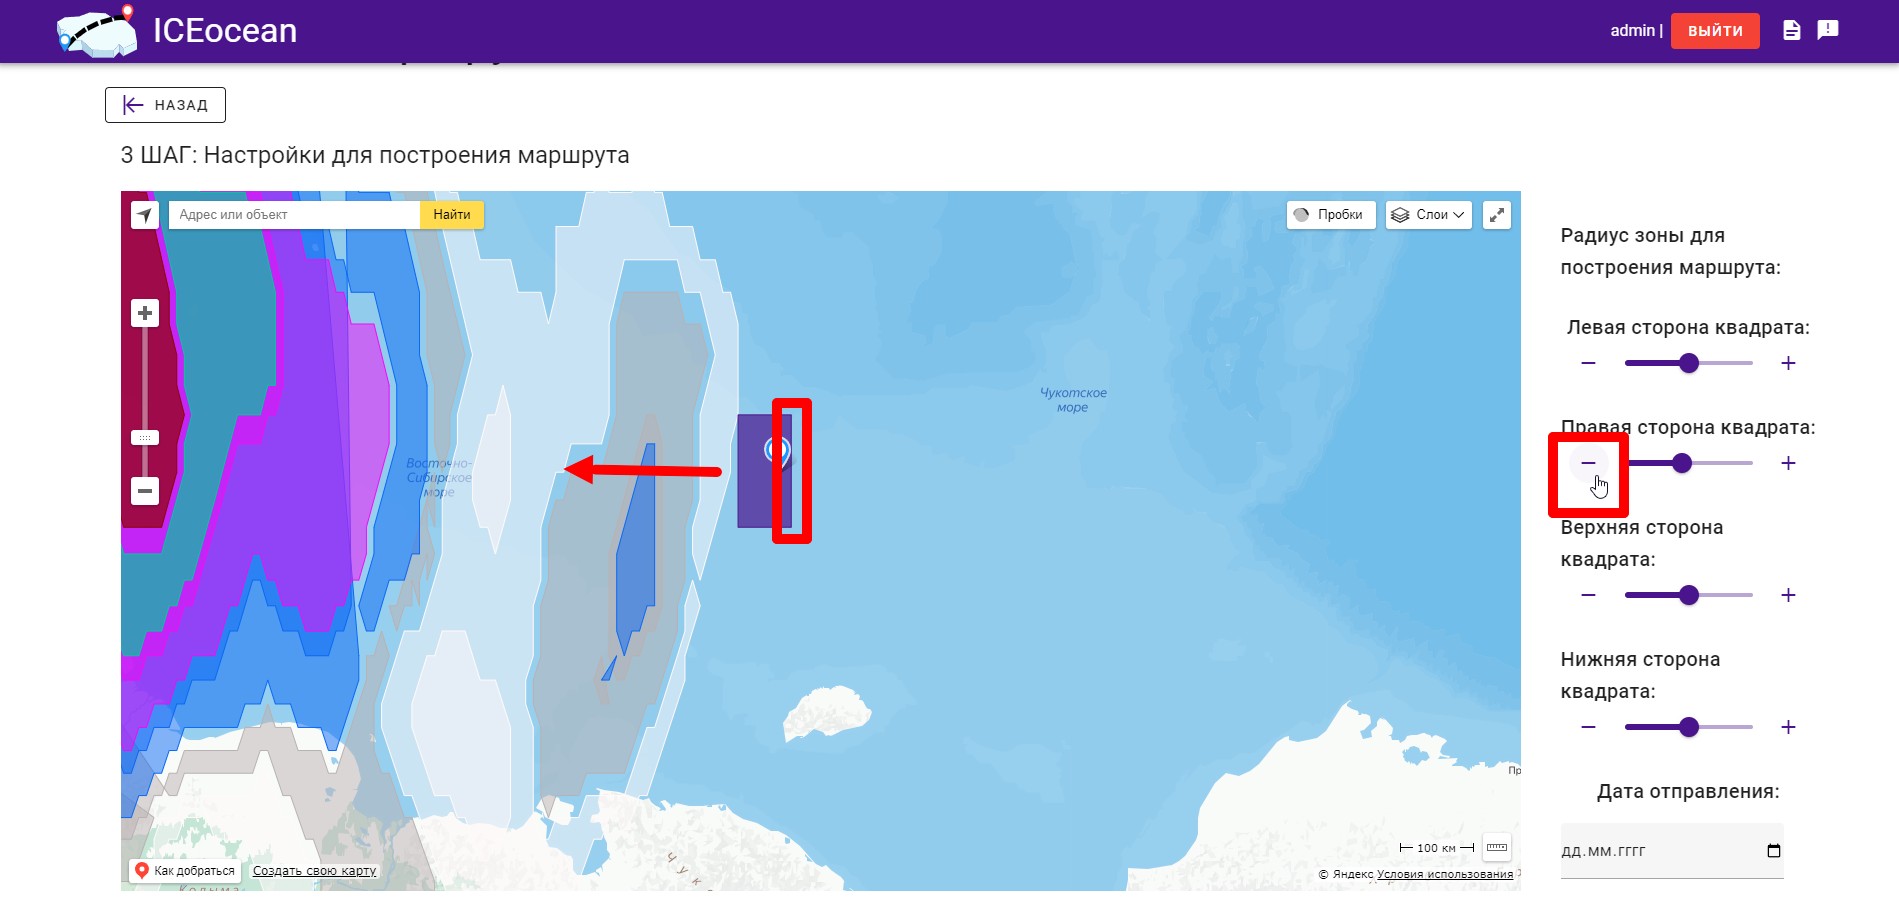 ICEocean
admin |
ВЫЙТИ
НАЗАД
3 ШАГ: Настройки для построения маршрута
Адрес или объект
Найти
Пробки
Слои
Радиус зоны для
построения маршрута:
Левая сторона квадрата:
Правая сторона квадрата:
Верхняя сторона
квадрата:
Нижняя сторона
квадрата:
Дата отправления:
ДД.ММ.ГГГГ
Чукотское
море
Восточно-
Сибирское
море
Пр
100 км
Чук
Как добраться
Создать свою карту
© Яндекс Условия использования